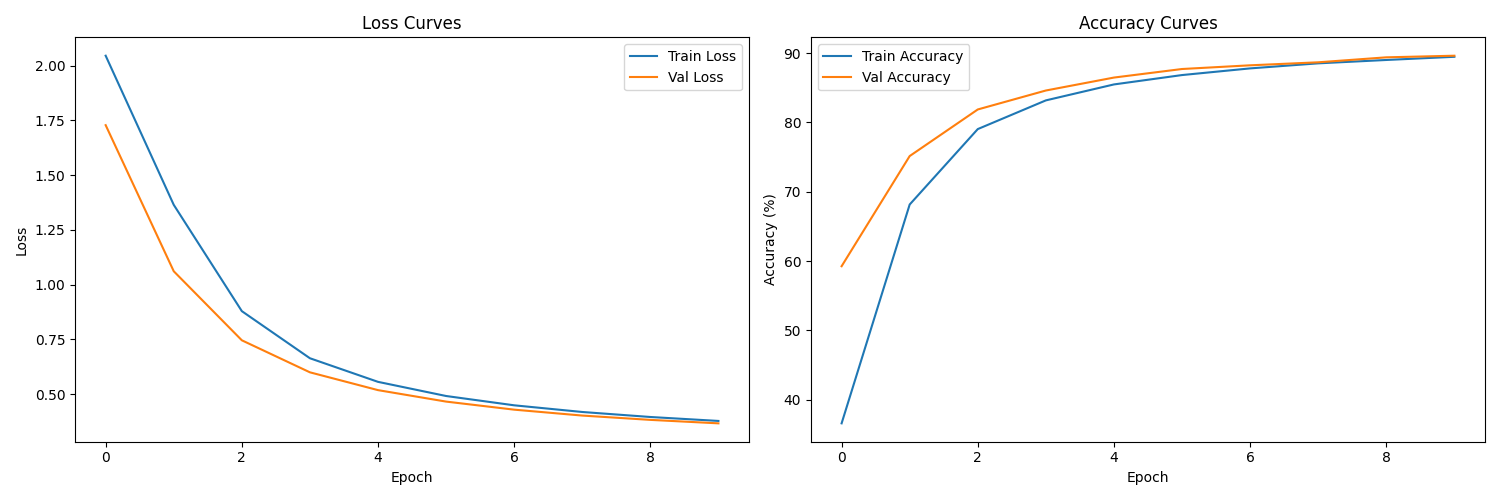 Loss Curves
2.00
1.75
1.50
1.25
1.00
0.75
0.50
Loss
0 2 4 6 8
Epoch
Train Loss
Val Loss
Accuracy Curves
90
80
70
60
50
40
Accuracy (%)
0 2 4 6 8
Epoch
Train Accuracy
Val Accuracy